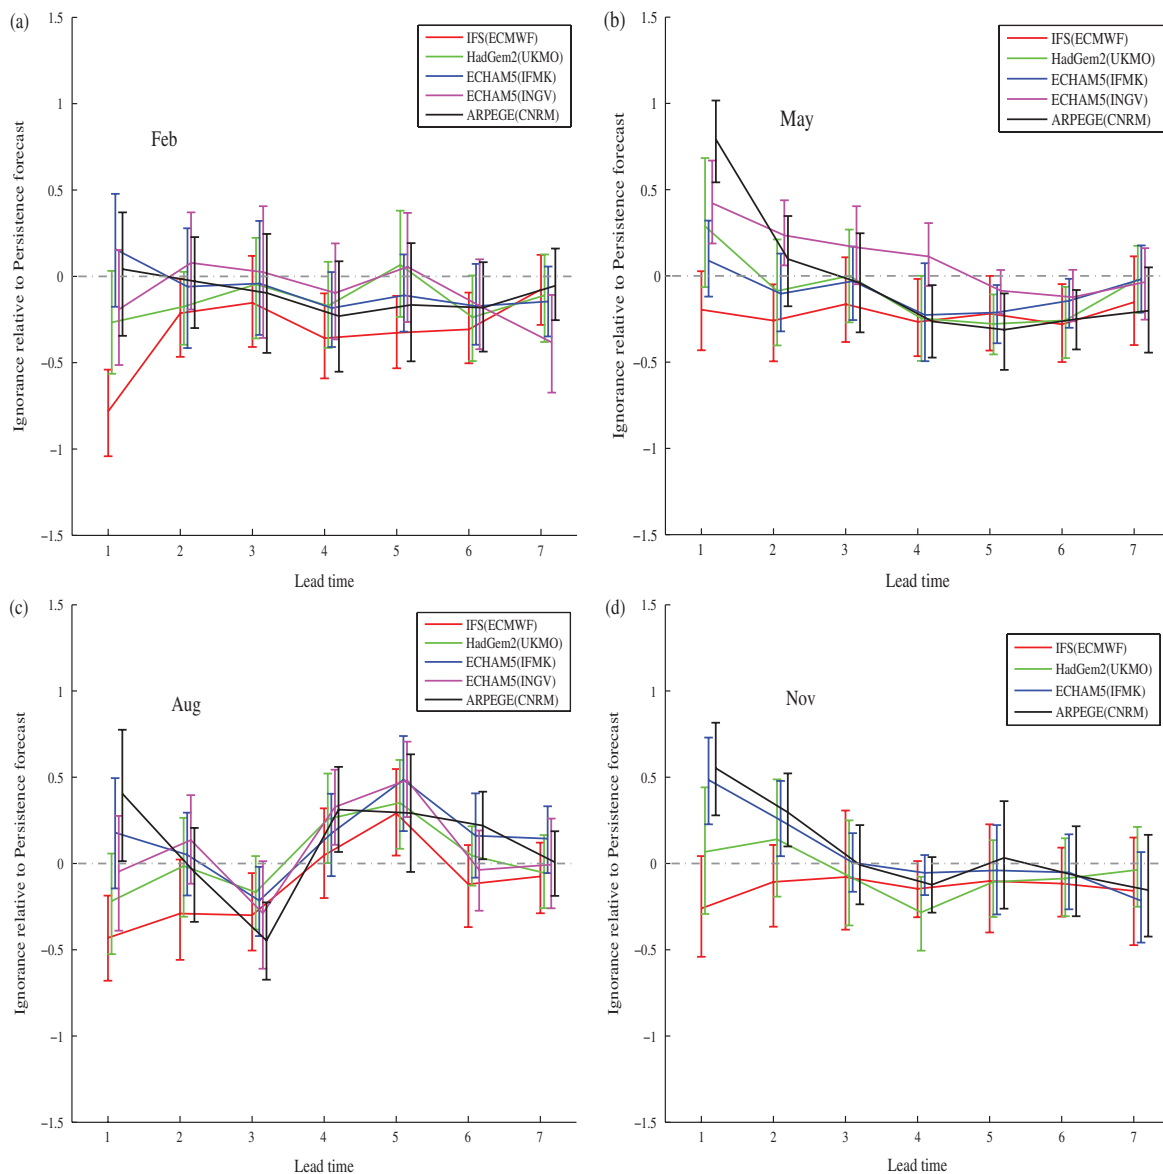 (a)
Ignorance relative to Persistence forecast
1.5
1
0.5
0
−0.5
−1
−1.5
Feb
IFS(ECMWF)
HadGem2(UKMO)
ECHAM5(IFMK)
ECHAM5(INGV)
ARPEGE(CNRM)
1 2 3 4 5 6 7
Lead time
(b)
Ignorance relative to Persistence forecast
1.5
1
0.5
0
−0.5
−1
−1.5
May
IFS(ECMWF)
HadGem2(UKMO)
ECHAM5(IFMK)
ECHAM5(INGV)
ARPEGE(CNRM)
1 2 3 4 5 6 7
Lead time
(c)
Ignorance relative to Persistence forecast
1.5
1
0.5
0
−0.5
−1
−1.5
Aug
IFS(ECMWF)
HadGem2(UKMO)
ECHAM5(IFMK)
ECHAM5(INGV)
ARPEGE(CNRM)
1 2 3 4 5 6 7
Lead time
(d)
Ignorance relative to Persistence forecast
1.5
1
0.5
0
−0.5
−1
−1.5
Nov
IFS(ECMWF)
HadGem2(UKMO)
ECHAM5(IFMK)
ARPEGE(CNRM)
1 2 3 4 5 6 7
Lead time